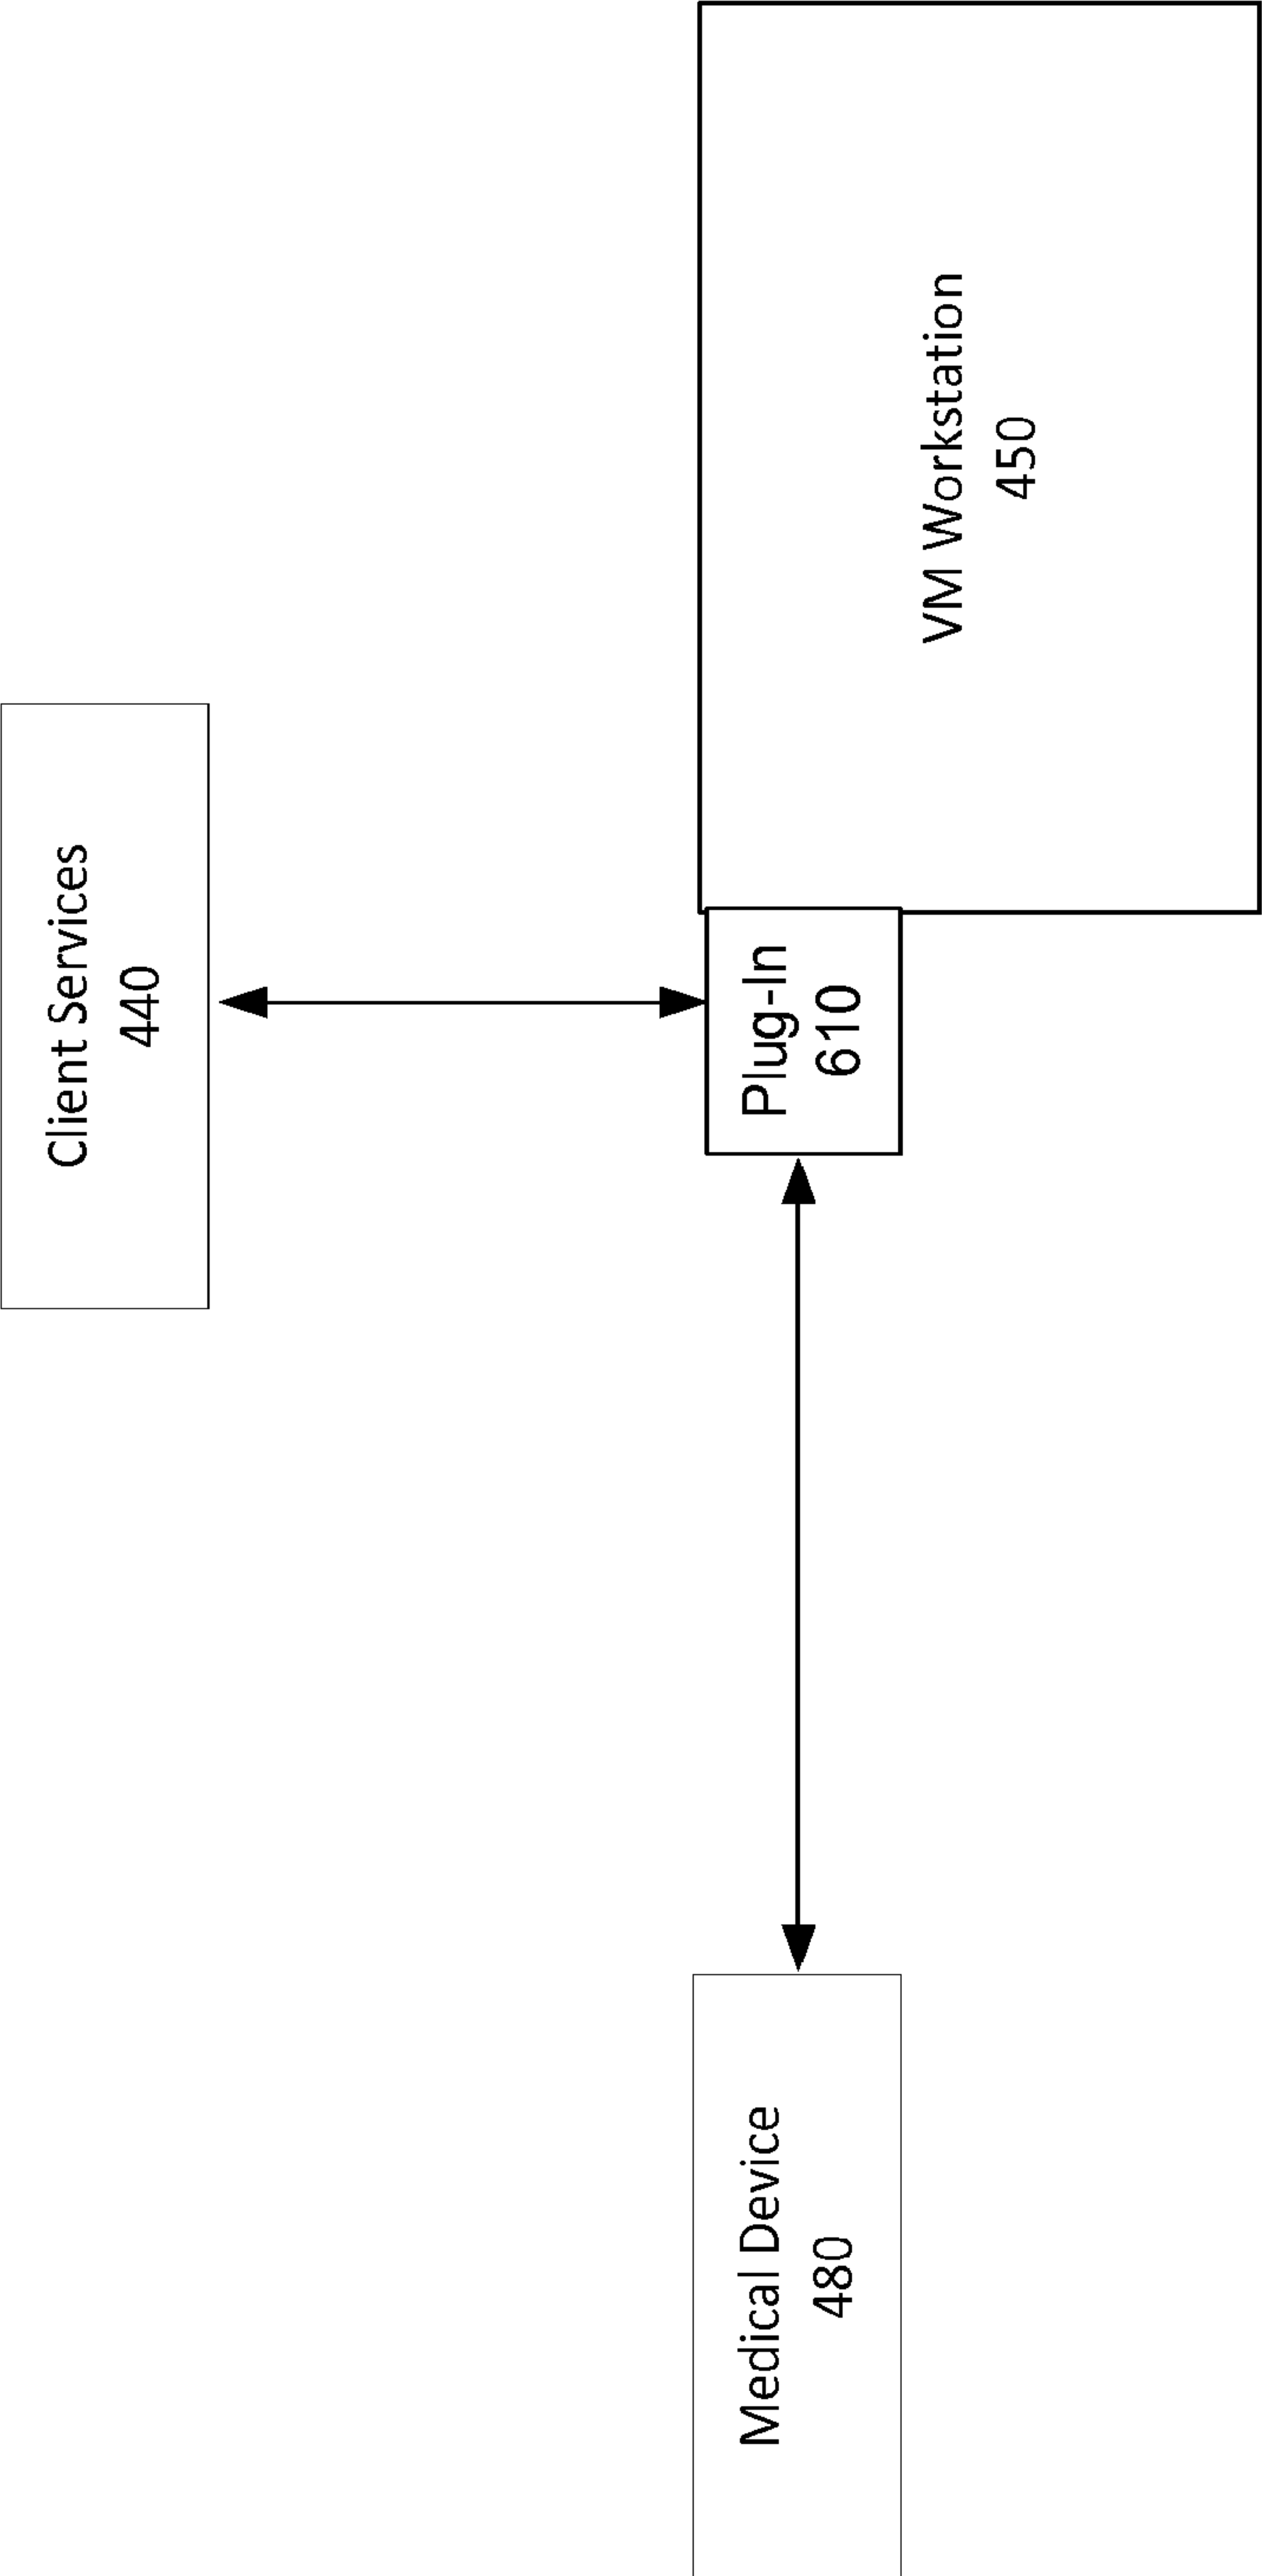 Client Services
440
Medical Device
480
Plug-In
610
VM Workstation
450